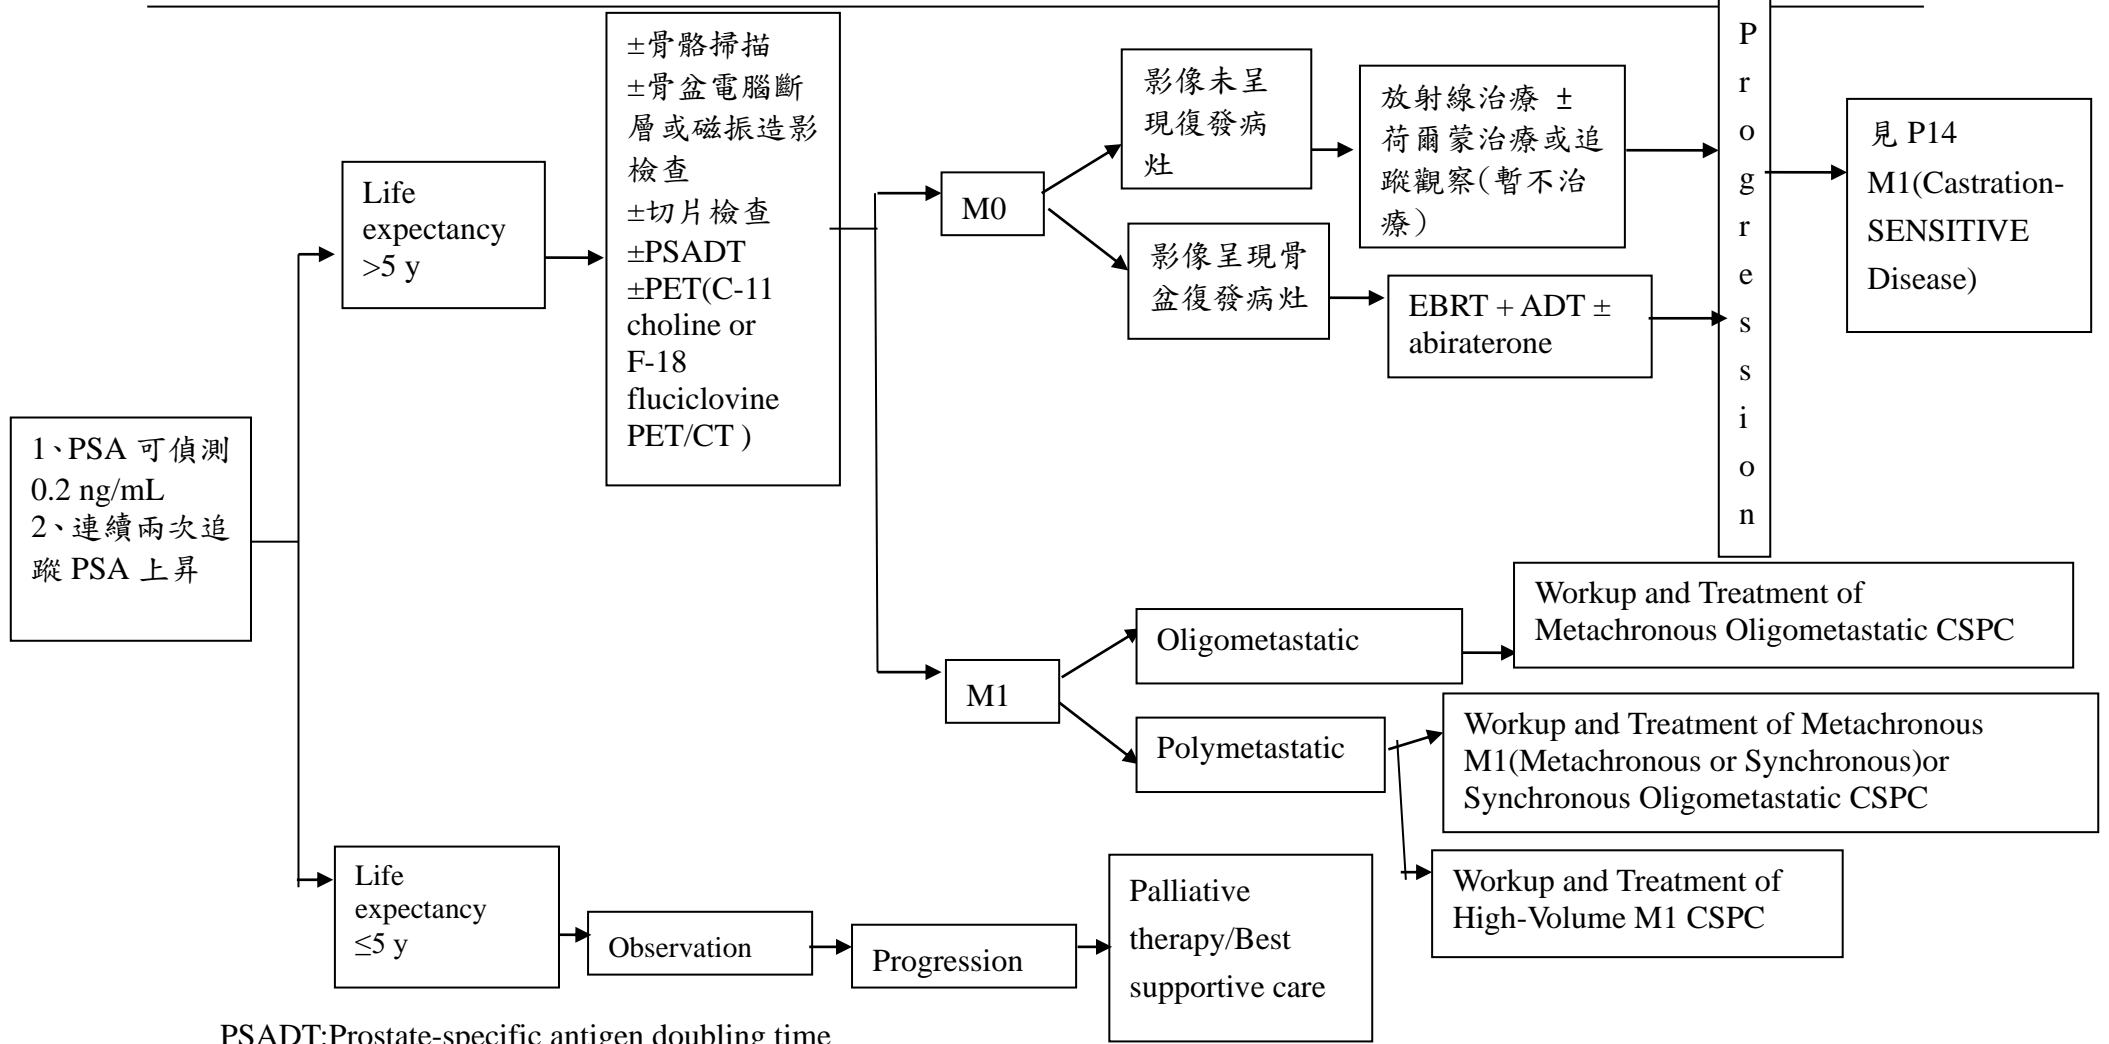 1、PSA 可偵測
0.2 ng/mL
2、連續兩次追
蹤 PSA 上昇
Life
expectancy
>5 y
±骨骼掃描
±骨盆電腦斷
層或磁振造影
檢查
±切片檢查
±PSADT
±PET(C-11
choline or
F-18
fluciclovine
PET/CT )
M0
影像未呈
現復發病
灶
放射線治療 ±
荷爾蒙治療或追
蹤觀察(暫不治
療)
影像呈現骨
盆復發病灶
EBRT + ADT ±
abiraterone
P
r
o
g
r
e
s
s
i
o
n
見 P14
M1(Castration-
SENSITIVE
Disease)
M1
Oligometastatic
Workup and Treatment of
Metachronous Oligometastatic CSPC
Polymetastatic
Workup and Treatment of Metachronous
M1(Metachronous or Synchronous)or
Synchronous Oligometastatic CSPC
Workup and Treatment of
High-Volume M1 CSPC
Life
expectancy
≤5 y
Observation
Progression
Palliative
therapy/Best
supportive care
PSADT:Prostate-specific antigen doubling time